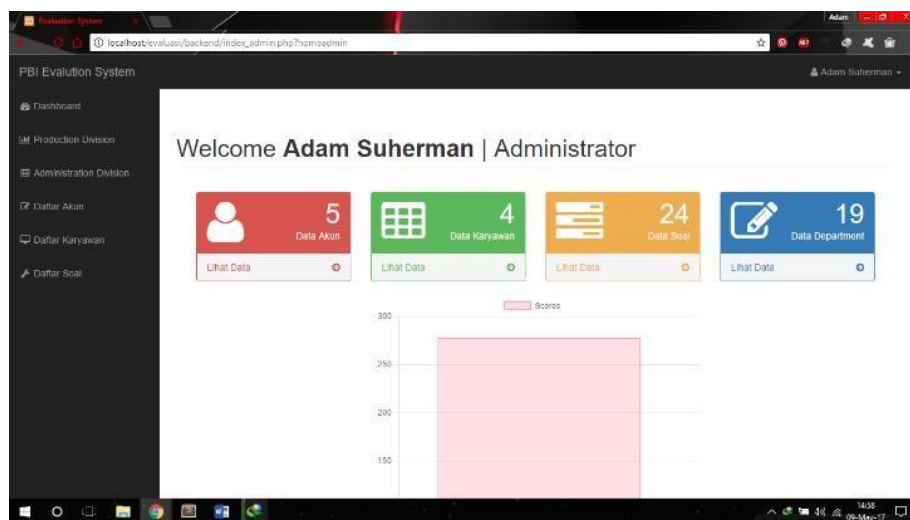 Evaluation System
Adam
localhost/evaluasi/backend/index_admin.php?homeadmin
PBI Evalution System
Adam Suherman
Dashboard
Production Division
Administration Division
Daftar Akun
Daftar Karyawan
Daftar Soal
Welcome Adam Suherman | Administrator
5
Data Akun
Lihat Data
4
Data Karyawan
Lihat Data
24
Data Soal
Lihat Data
19
Data Department
Lihat Data
Scores
300
250
200
150
14:58
09-May-17